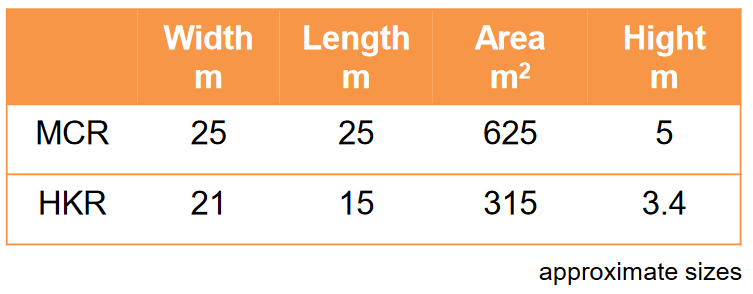 Width Length Area Hight
m m m² m
MCR 25 25 625 5
HKR 21 15 315 3.4
approximate sizes